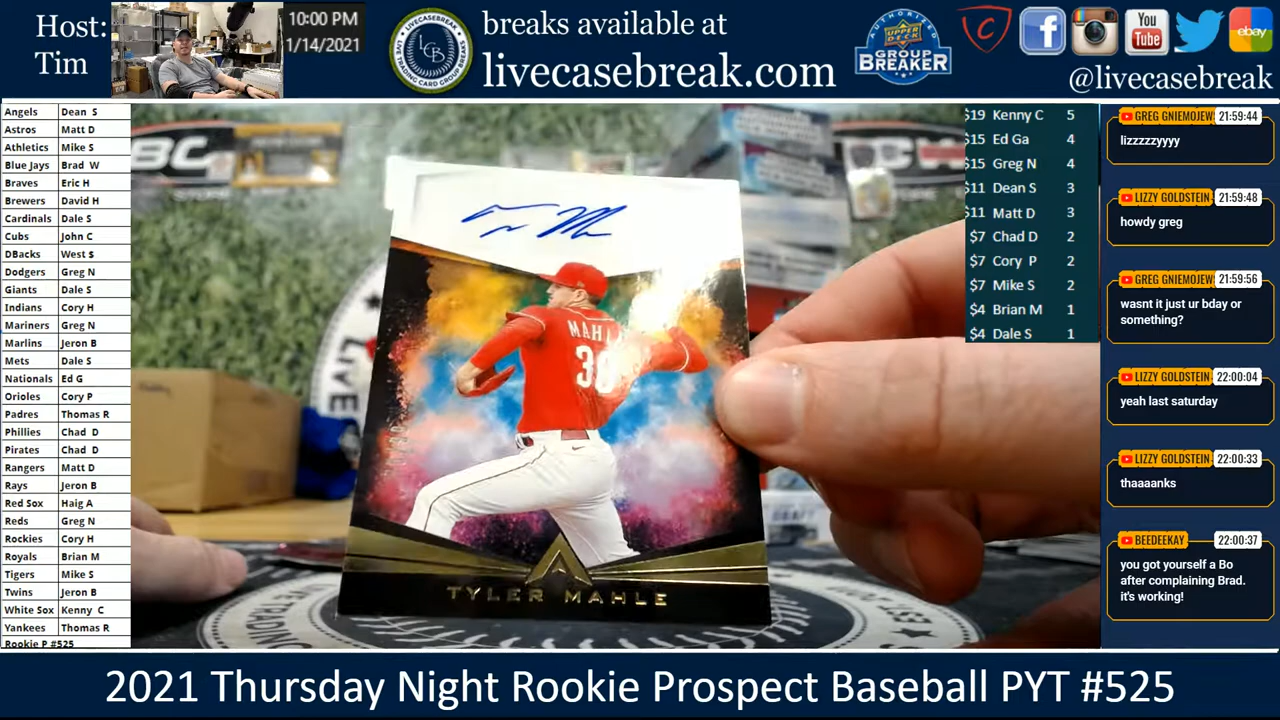 Host:
Tim
10:00 PM
1/14/2021
LIVECASEBREAK
LCB
LIVE TRADING CARD GROUP BREAKS
breaks available at
livecasebreak.com
AUTHORIZED
UPPER DECK
GROUP
BREAKER
You
Tube
ebay
@livecasebreak
Angels Dean S
Astros Matt D
Athletics Mike S
Blue Jays Brad W
Braves Eric H
Brewers David H
Cardinals Dale S
Cubs John C
DBacks West $
Dodgers Greg N
Giants Dale S
Indians Cory H
Mariners Greg N
Marlins Jeron B
Mets Dale S
Nationals Ed G
Orioles Cory P
Padres Thomas R
Phillies Chad D
Pirates Chad D
Rangers Matt D
Rays Jeron B
Red Sox Haig A
Reds Greg N
Rockies Cory H
Royals Brian M
Tigers Mike S
Twins Jeron B
White Sox Kenny C
Yankees Thomas R
Rookie P #525
MAHL
30
TYLER MAHLE
$19 Kenny C 5
$15 Ed Ga 4
$15 Greg N 4
$11 Dean S 3
$11 Matt D 3
$7 Chad D 2
$7 Cory P 2
$7 Mike S 2
$4 Brian M 1
$4 Dale S 1
GREG GNIEMOJEW 21:59:44
lizzzzzyyyy
LIZZY GOLDSTEIN 21:59:48
howdy greg
GREG GNIEMOJEW 21:59:56
wasnt it just ur bday or
something?
LIZZY GOLDSTEIN 22:00:04
yeah last saturday
LIZZY GOLDSTEIN 22:00:33
thaaaanks
BEEDEEKAY 22:00:37
you got yourself a Bo
after complaining Brad.
it's working!
2021 Thursday Night Rookie Prospect Baseball PYT #525